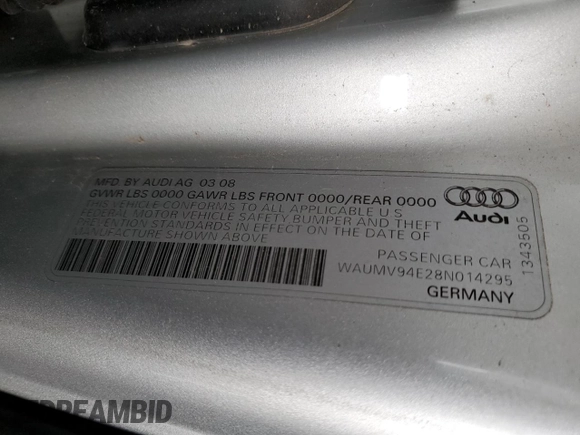 MFD. BY AUDI AG 03 08
GVWR LBS 0000 GAWR LBS FRONT 0000/REAR 0000
THIS VEHICLE CONFORMS TO ALL APPLICABLE U S
FEDERAL MOTOR VEHICLE SAFETY BUMPER AND THEFT
PREVENTION STANDARDS IN EFFECT ON THE DATE OF
MANUFACTURE SHOWN ABOVE
Audi
PASSENGER CAR
WAUMV94E28N014295
GERMANY
1343505
DREAMBID